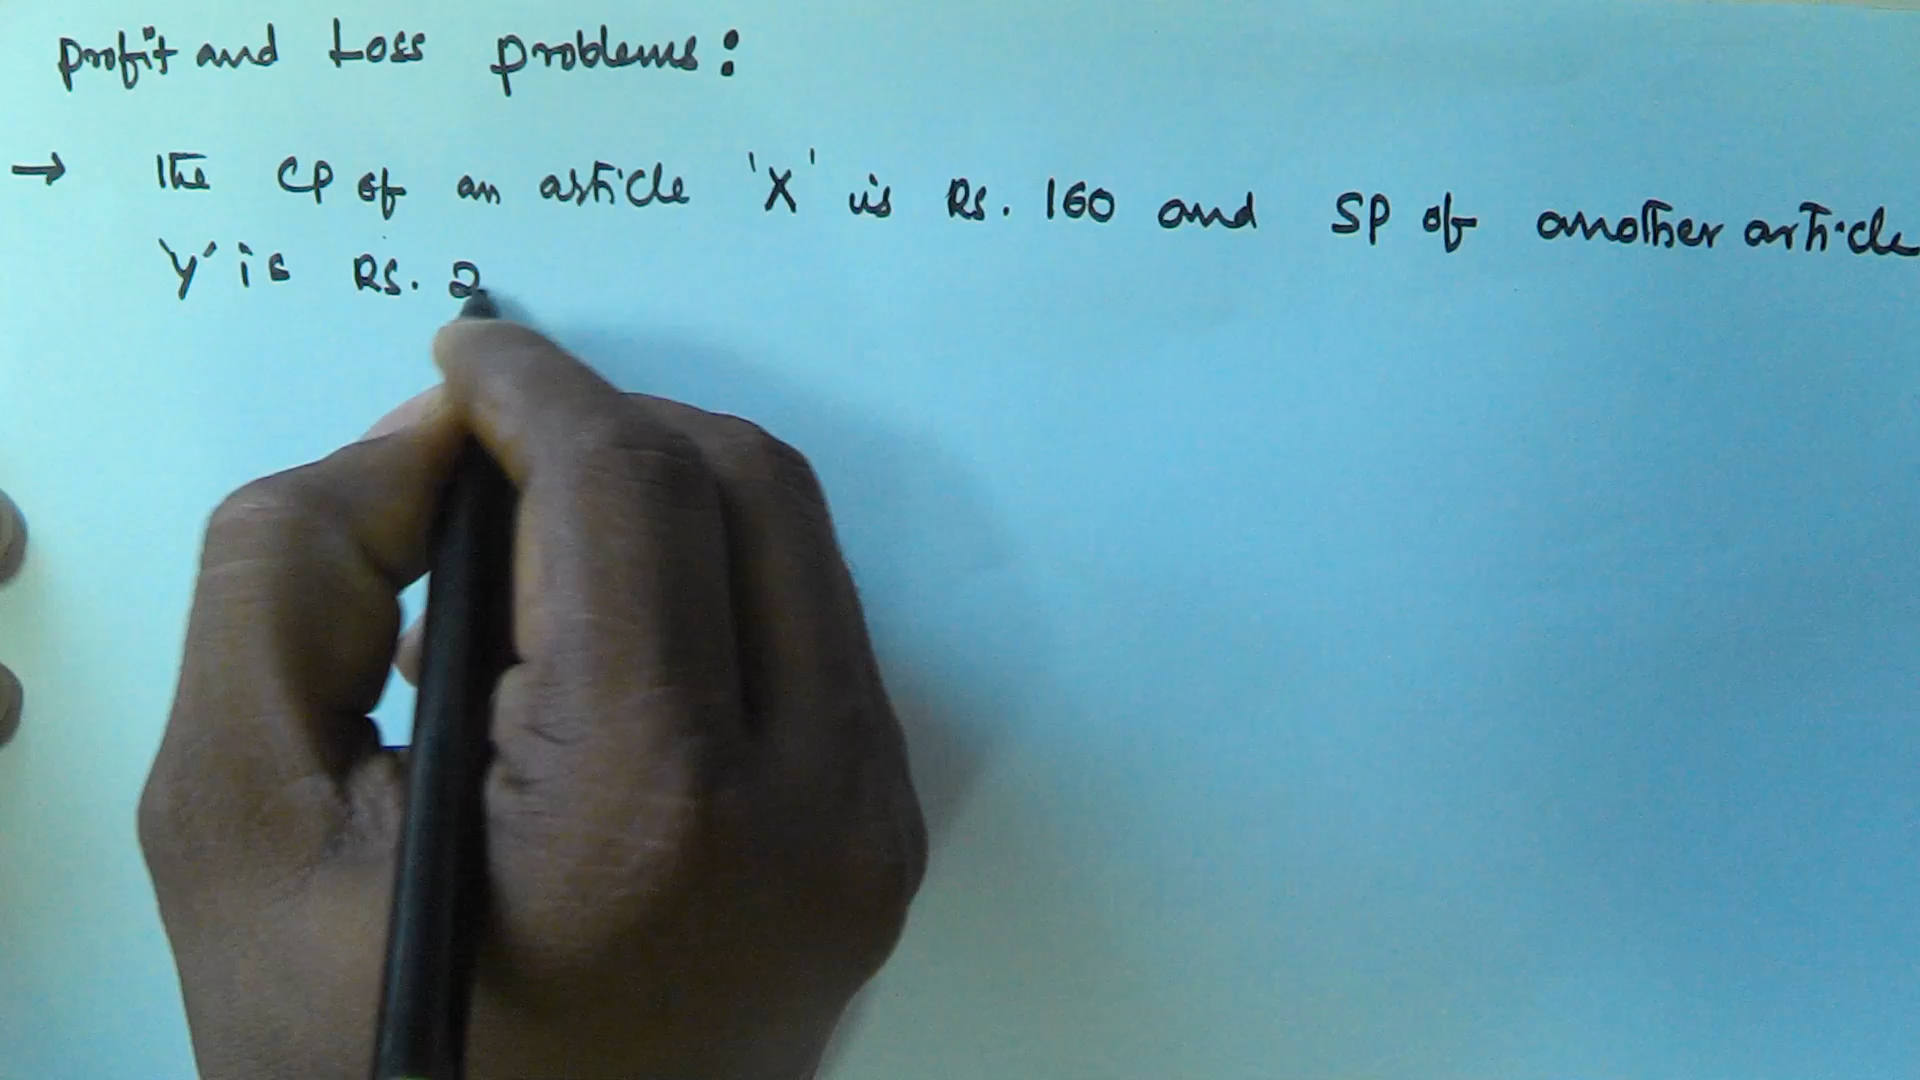 Profit and Loss problems:
→ The CP of an article 'X' is Rs. 160 and SP of another article
Y' is RS. 2